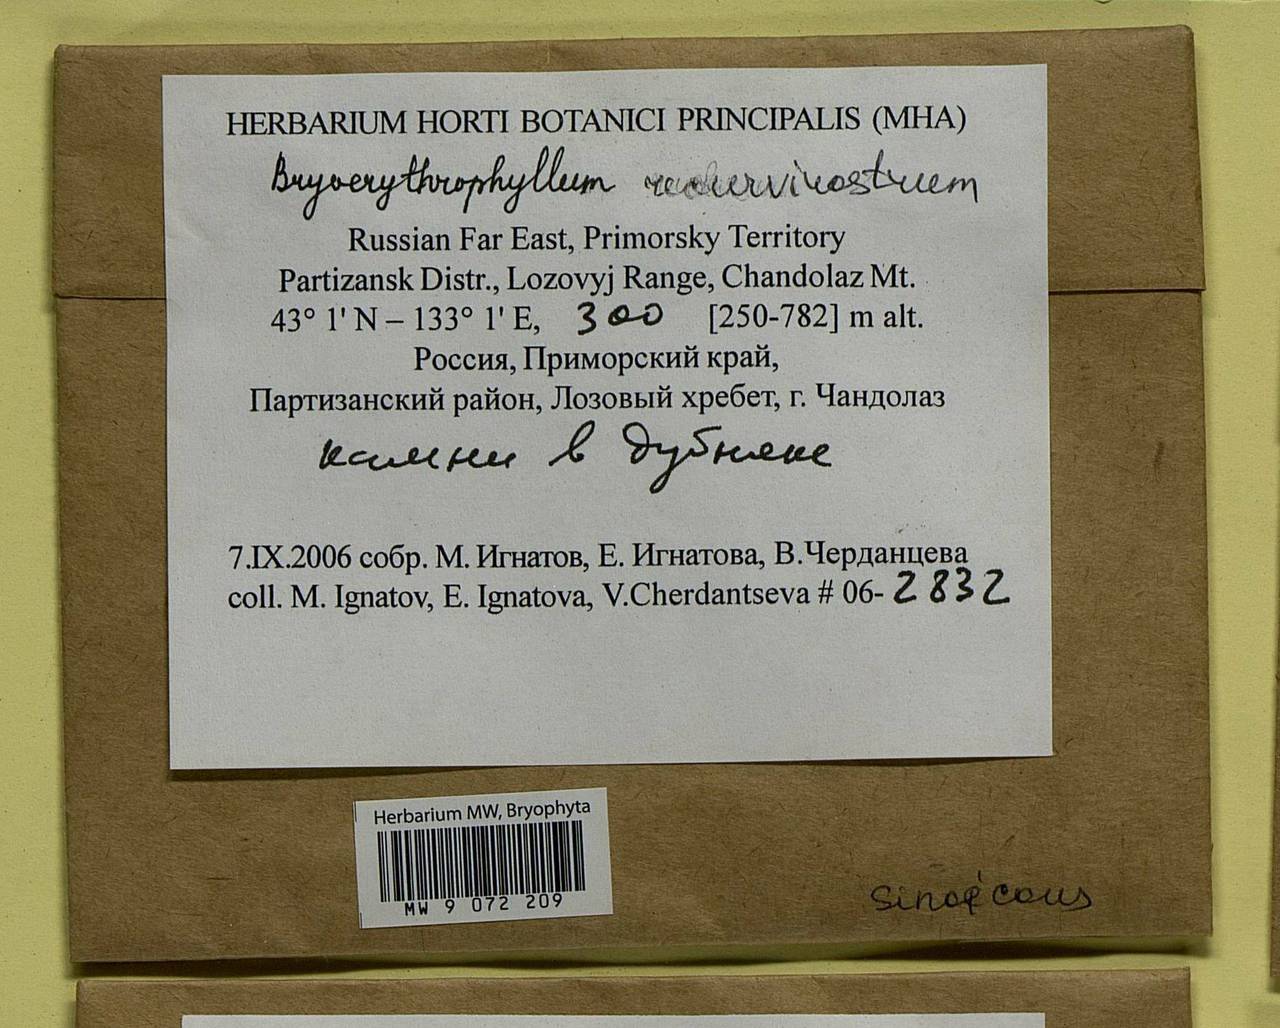 HERBARIUM HORTI BOTANICI PRINCIPALIS (MHA)
Bryoerythrophyllum recurvirostrum
Russian Far East, Primorsky Territory
Partizansk Distr., Lozovyj Range, Chandolaz Mt.
43° 1' N – 133° 1' E, 300 [250-782] m alt.
Россия, Приморский край,
Партизанский район, Лозовый хребет, г. Чандолаз
камни в дубняке
7.IX.2006 собр. М. Игнатов, Е. Игнатова, В.Черданцева
coll. M. Ignatov, E. Ignatova, V.Cherdantseva # 06- 2832
Herbarium MW, Bryophyta
MW 9 072 209
sinoicous